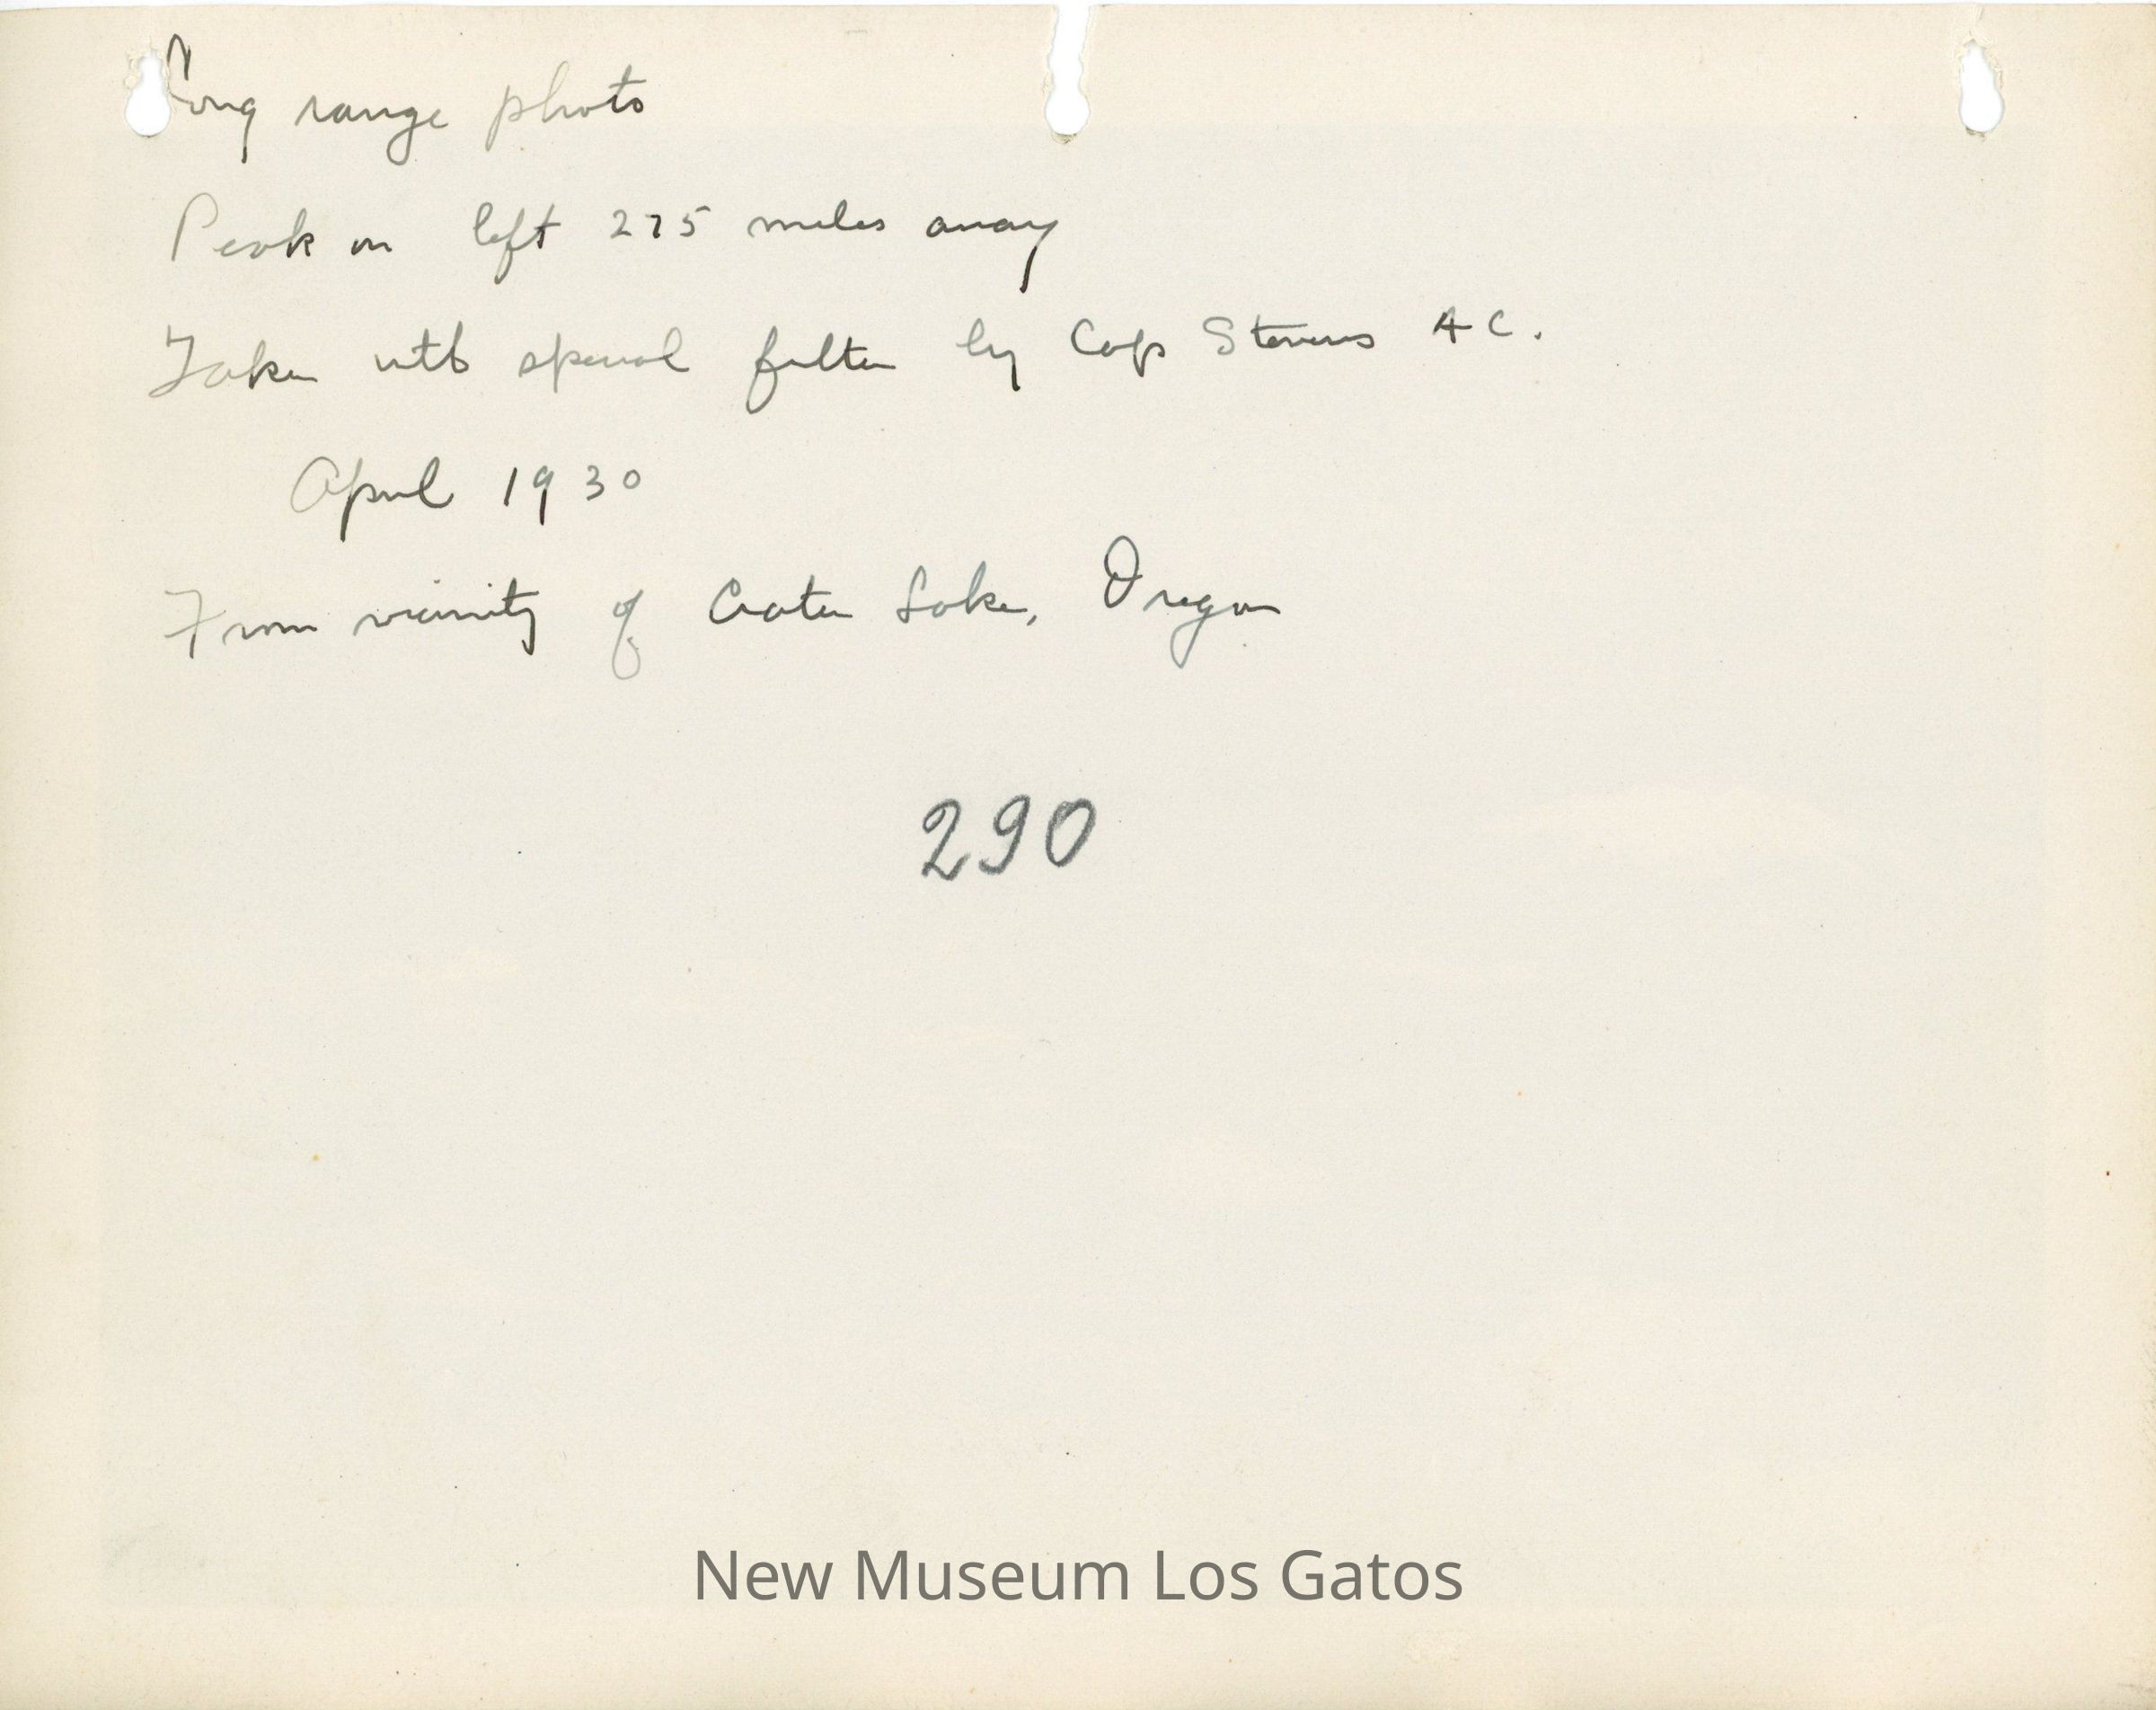 Long range photo
Peak on left 275 miles away
Taken with special filter by Cap Stevens A C.
April 1930
From vicinity of Crater Lake, Oregon
290
New Museum Los Gatos